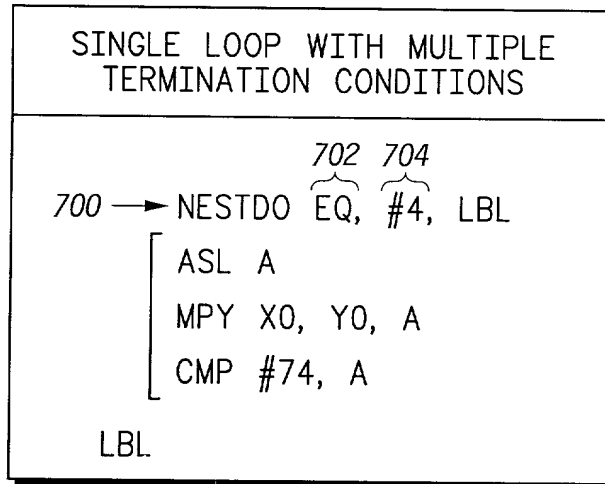 SINGLE LOOP WITH MULTIPLE
TERMINATION CONDITIONS
702 704
700 NESTDO EQ, #4, LBL
ASL A
MPY X0, Y0, A
CMP #74, A
LBL